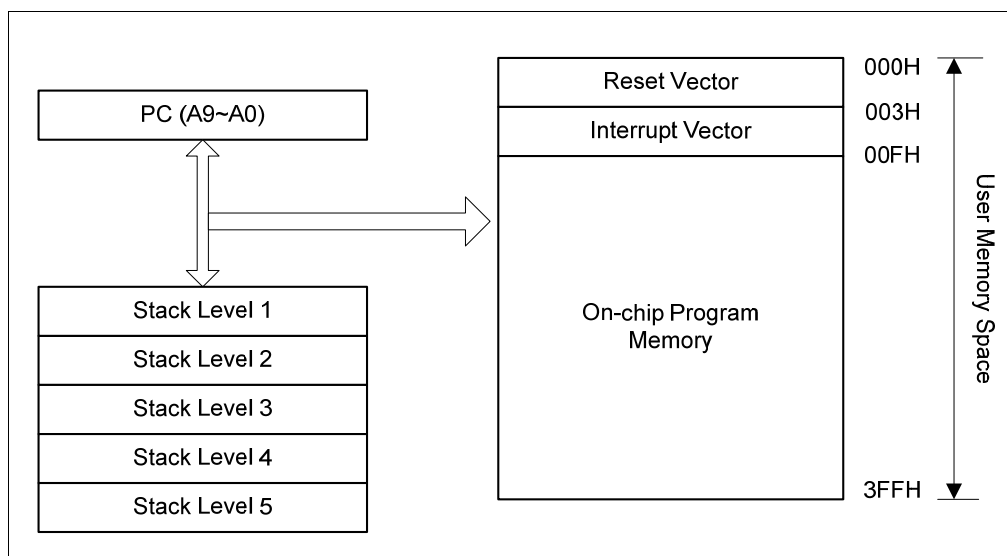 PC (A9~A0)
Stack Level 1
Stack Level 2
Stack Level 3
Stack Level 4
Stack Level 5
Reset Vector
Interrupt Vector
On-chip Program
Memory
000H
003H
00FH
3FFH
User Memory Space